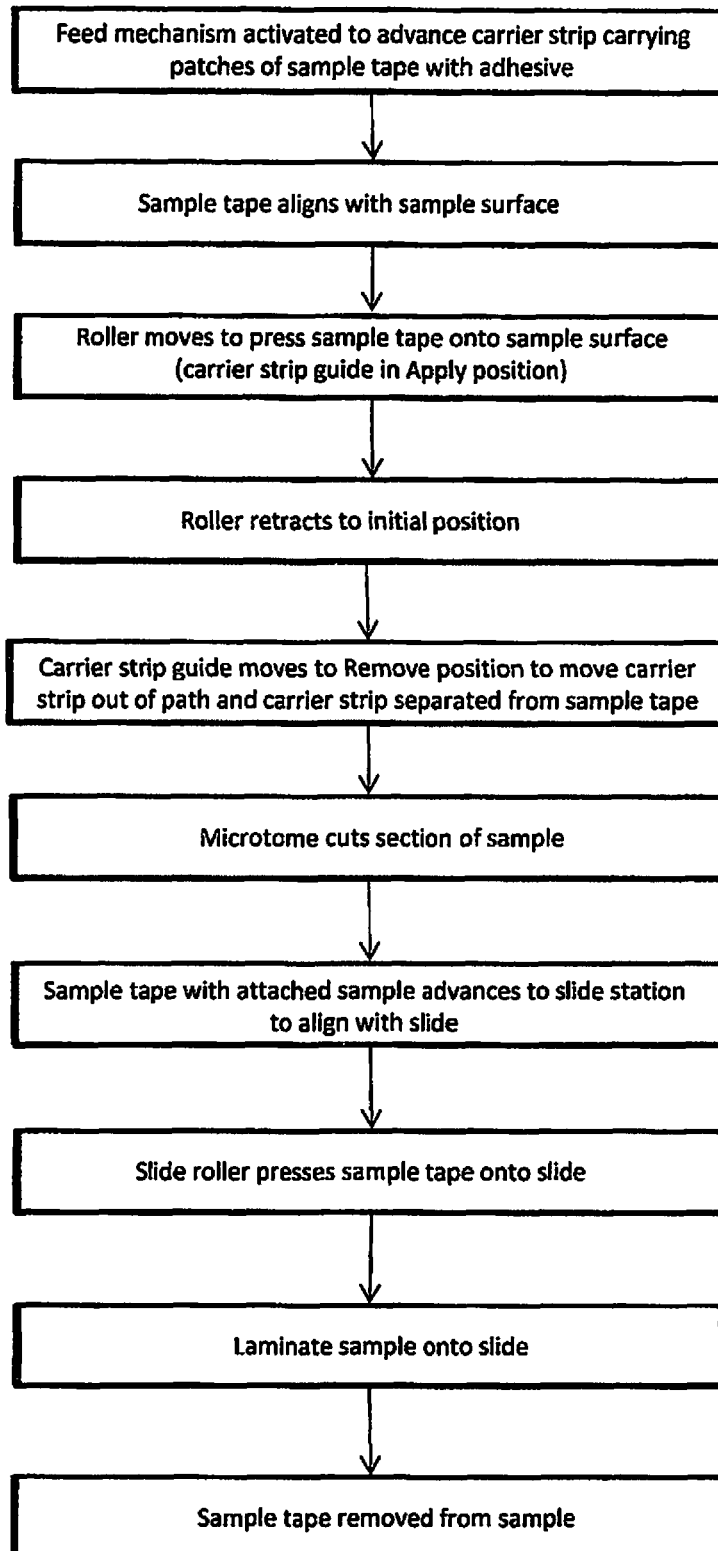 Feed mechanism activated to advance carrier strip carrying
patches of sample tape with adhesive
Sample tape aligns with sample surface
Roller moves to press sample tape onto sample surface
(carrier strip guide in Apply position)
Roller retracts to initial position
Carrier strip guide moves to Remove position to move carrier
strip out of path and carrier strip separated from sample tape
Microtome cuts section of sample
Sample tape with attached sample advances to slide station
to align with slide
Slide roller presses sample tape onto slide
Laminate sample onto slide
Sample tape removed from sample